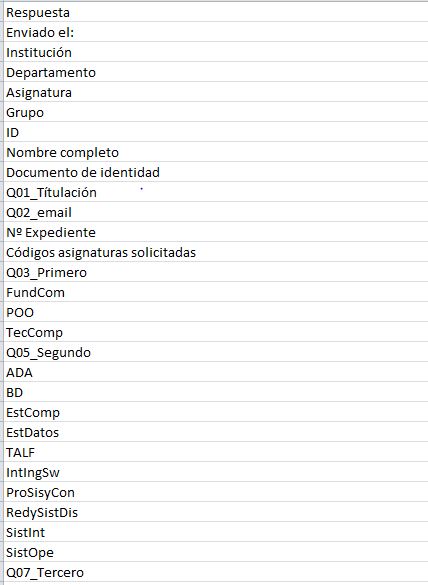 Respuesta
Enviado el:
Institución
Departamento
Asignatura
Grupo
ID
Nombre completo
Documento de identidad
Q01_Títulación
Q02_email
Nº Expediente
Códigos asignaturas solicitadas
Q03_Primero
FundCom
POO
TecComp
Q05_Segundo
ADA
BD
EstComp
EstDatos
TALF
IntIngSw
ProSisyCon
RedySistDis
SistInt
SistOpe
Q07_Tercero